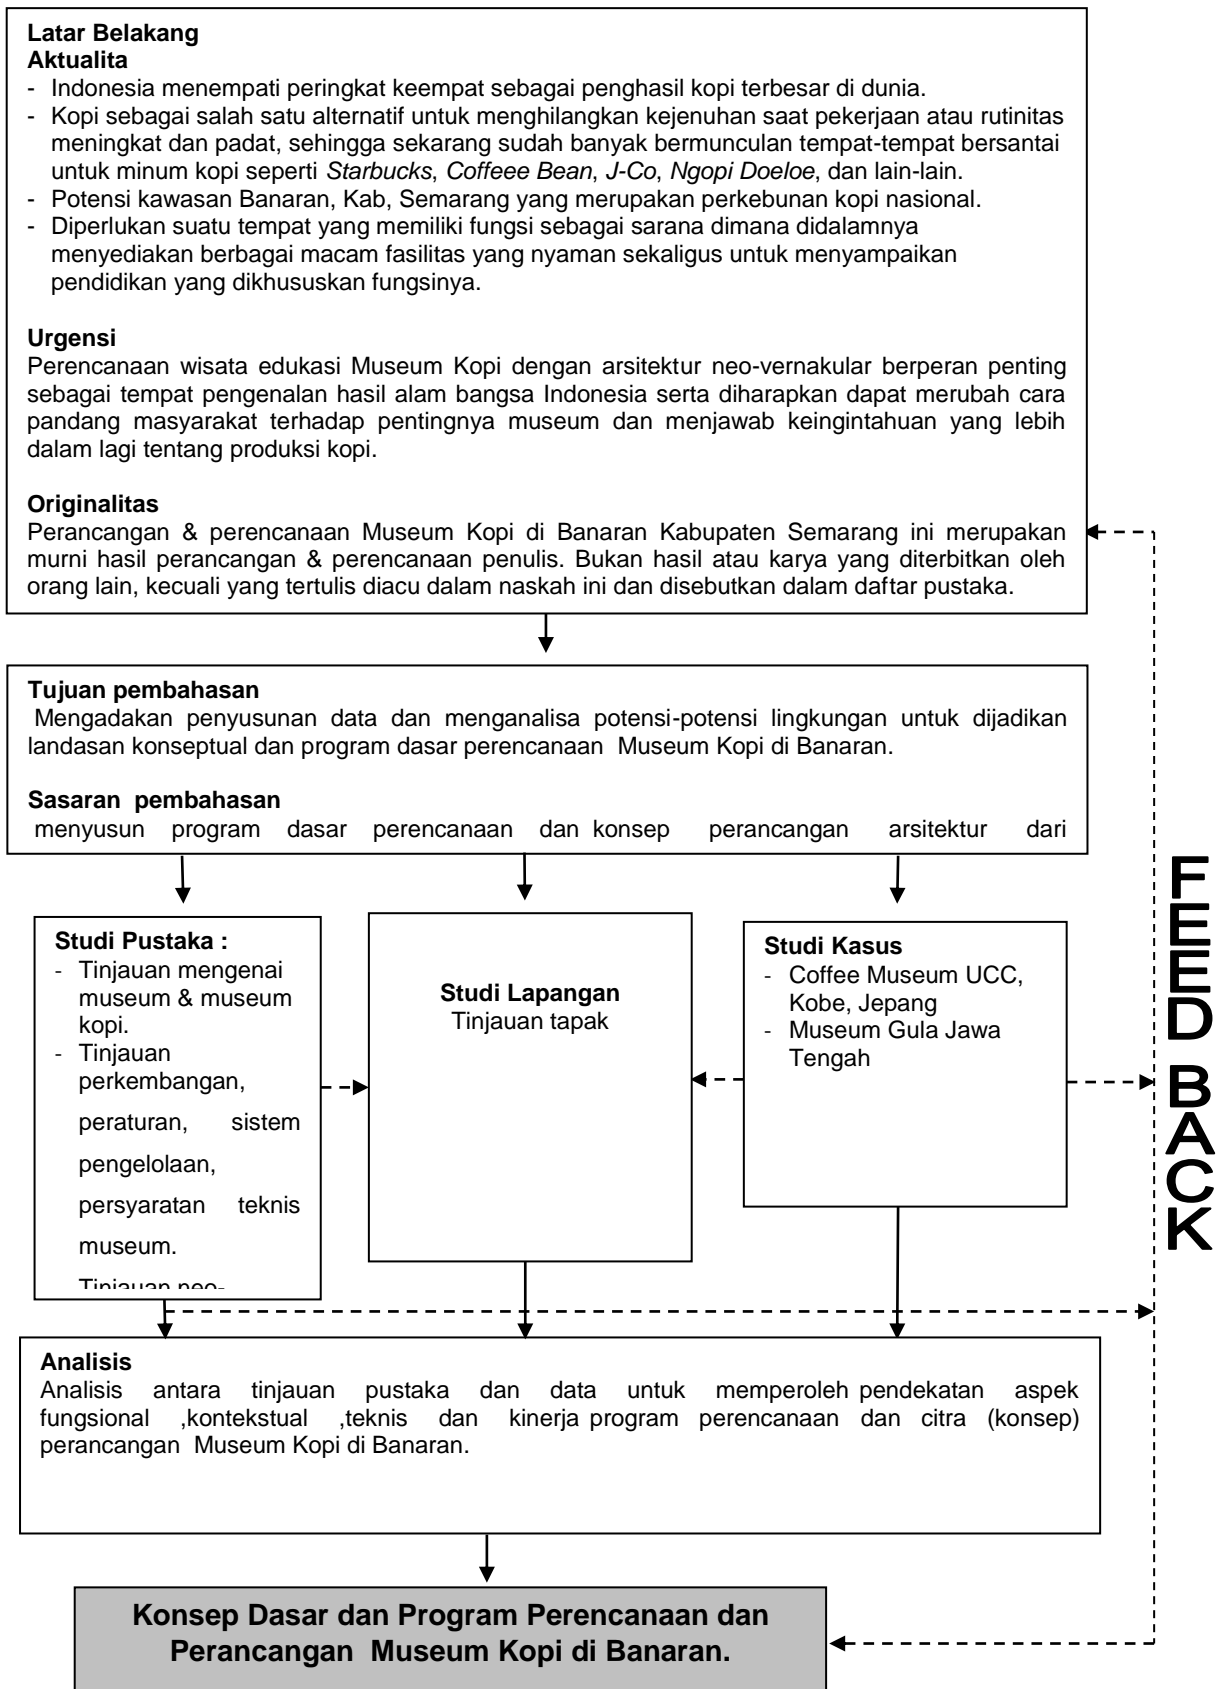 Latar Belakang
Aktualita
- Indonesia menempati peringkat keempat sebagai penghasil kopi terbesar di dunia.
- Kopi sebagai salah satu alternatif untuk menghilangkan kejenuhan saat pekerjaan atau rutinitas
meningkat dan padat, sehingga sekarang sudah banyak bermunculan tempat-tempat bersantai
untuk minum kopi seperti Starbucks, Coffeee Bean, J-Co, Ngopi Doeloe, dan lain-lain.
- Potensi kawasan Banaran, Kab, Semarang yang merupakan perkebunan kopi nasional.
- Diperlukan suatu tempat yang memiliki fungsi sebagai sarana dimana didalamnya
menyediakan berbagai macam fasilitas yang nyaman sekaligus untuk menyampaikan
pendidikan yang dikhususkan fungsinya.
Urgensi
Perencanaan wisata edukasi Museum Kopi dengan arsitektur neo-vernakular berperan penting
sebagai tempat pengenalan hasil alam bangsa Indonesia serta diharapkan dapat merubah cara
pandang masyarakat terhadap pentingnya museum dan menjawab keingintahuan yang lebih
dalam lagi tentang produksi kopi.
Originalitas
Perancangan & perencanaan Museum Kopi di Banaran Kabupaten Semarang ini merupakan
murni hasil perancangan & perencanaan penulis. Bukan hasil atau karya yang diterbitkan oleh
orang lain, kecuali yang tertulis diacu dalam naskah ini dan disebutkan dalam daftar pustaka.
Tujuan pembahasan
Mengadakan penyusunan data dan menganalisa potensi-potensi lingkungan untuk dijadikan
landasan konseptual dan program dasar perencanaan Museum Kopi di Banaran.
Sasaran pembahasan
menyusun program dasar perencanaan dan konsep perancangan arsitektur dari
Studi Pustaka :
- Tinjauan mengenai
museum & museum
kopi.
- Tinjauan
perkembangan,
peraturan, sistem
pengelolaan,
persyaratan teknis
museum.
Tinjauan neo-
Studi Lapangan
Tinjauan tapak
Studi Kasus
- Coffee Museum UCC,
Kobe, Jepang
- Museum Gula Jawa
Tengah
FEED BACK
Analisis
Analisis antara tinjauan pustaka dan data untuk memperoleh pendekatan aspek
fungsional ,kontekstual ,teknis dan kinerja program perencanaan dan citra (konsep)
perancangan Museum Kopi di Banaran.
Konsep Dasar dan Program Perencanaan dan
Perancangan Museum Kopi di Banaran.